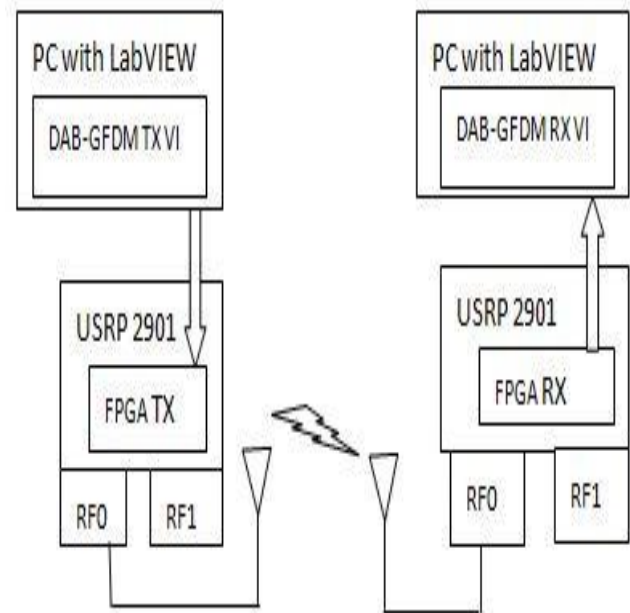 PC with LabVIEW
DAB-GFDM TX VI
USRP 2901
FPGA TX
RF0
RF1
PC with LabVIEW
DAB-GFDM RX VI
USRP 2901
FPGA RX
RF0
RF1